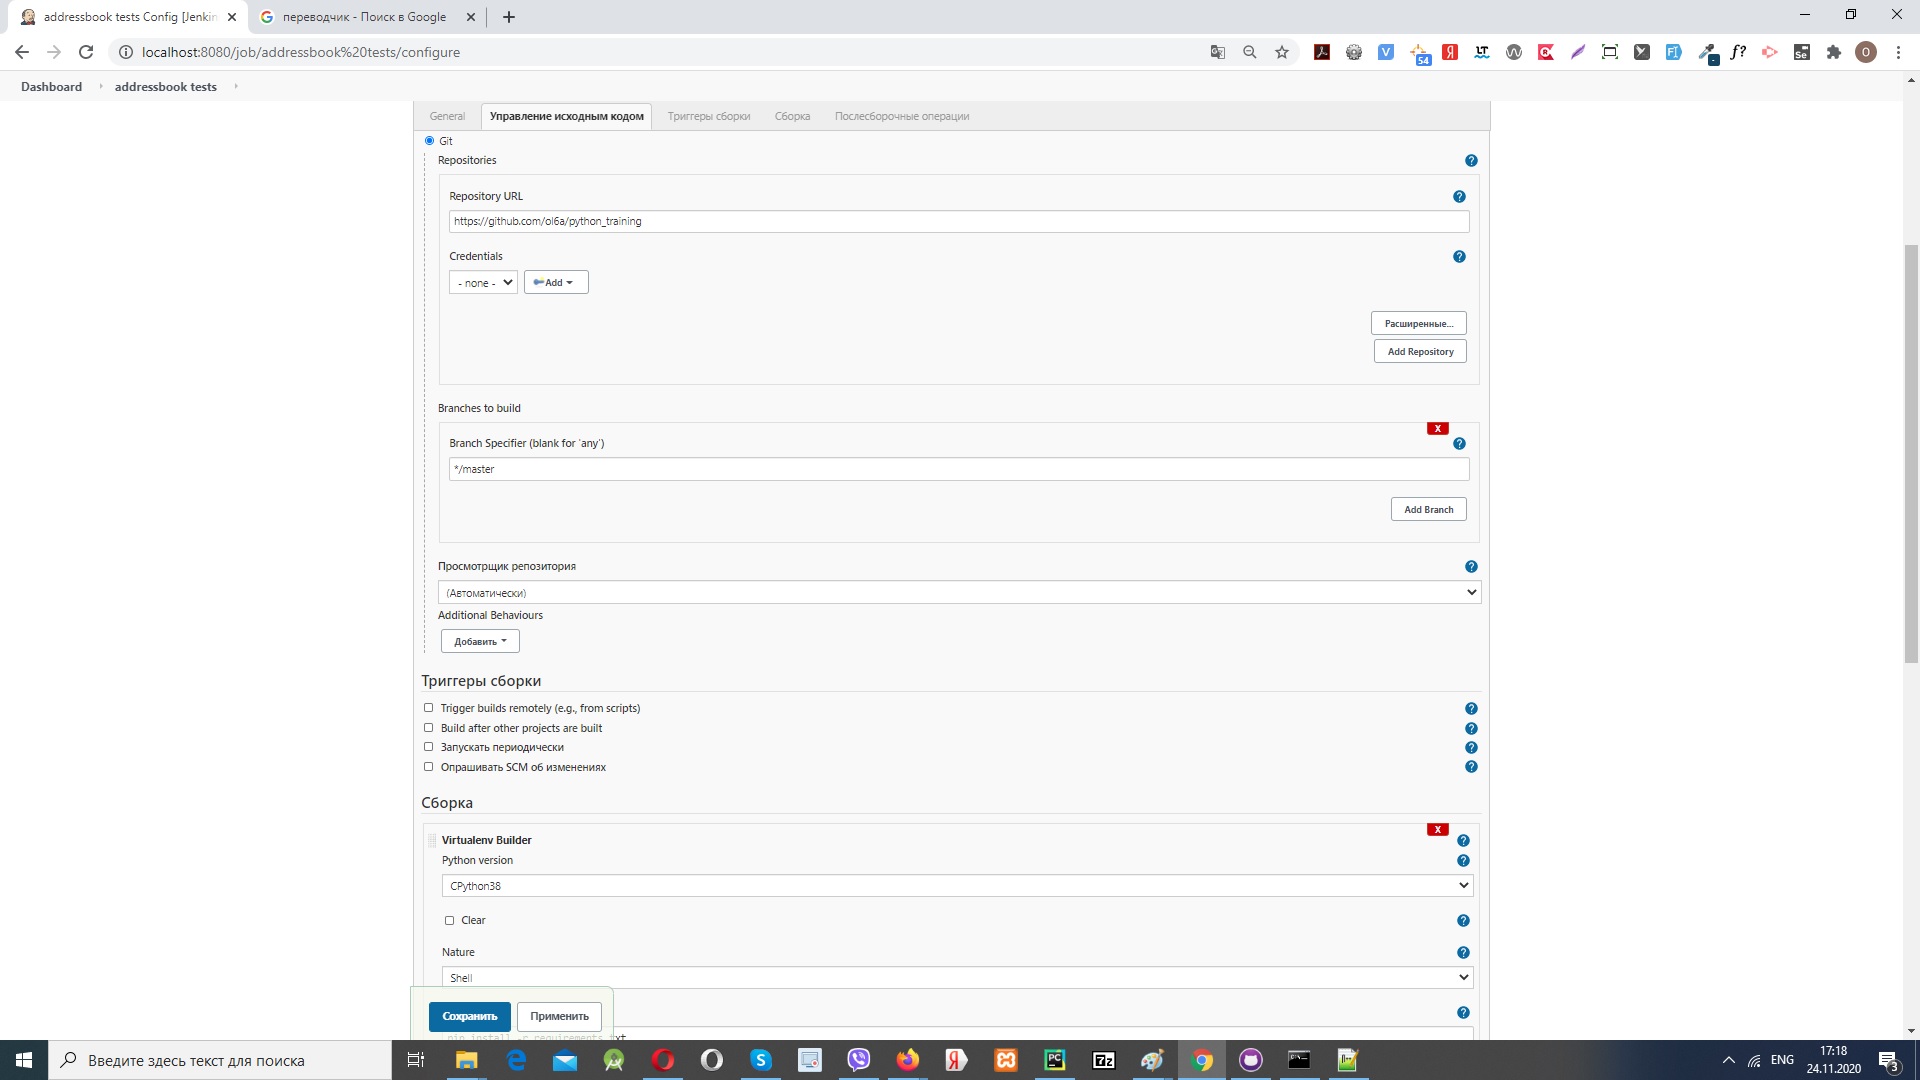 addressbook tests Config [Jenkin
переводчик - Поиск в Google
localhost:8080/job/addressbook%20tests/configure
54
Dashboard
addressbook tests
General
Управление исходным кодом
Триггеры сборки
Сборка
Послесборочные операции
Git
Repositories
Repository URL
https://github.com/ol6a/python_training
Credentials
- none -
Add
Расширенные...
Add Repository
Branches to build
X
Branch Specifier (blank for 'any')
*/master
Add Branch
Просмотрщик репозитория
(Автоматически)
Additional Behaviours
Добавить
Триггеры сборки
Trigger builds remotely (e.g., from scripts)
Build after other projects are built
Запускать периодически
Опрашивать SCM об изменениях
Сборка
X
Virtualenv Builder
Python version
CPython38
Clear
Nature
Shell
Сохранить
Применить
pip install -r requirements.txt
Введите здесь текст для поиска
ENG
17:18
24.11.2020
3